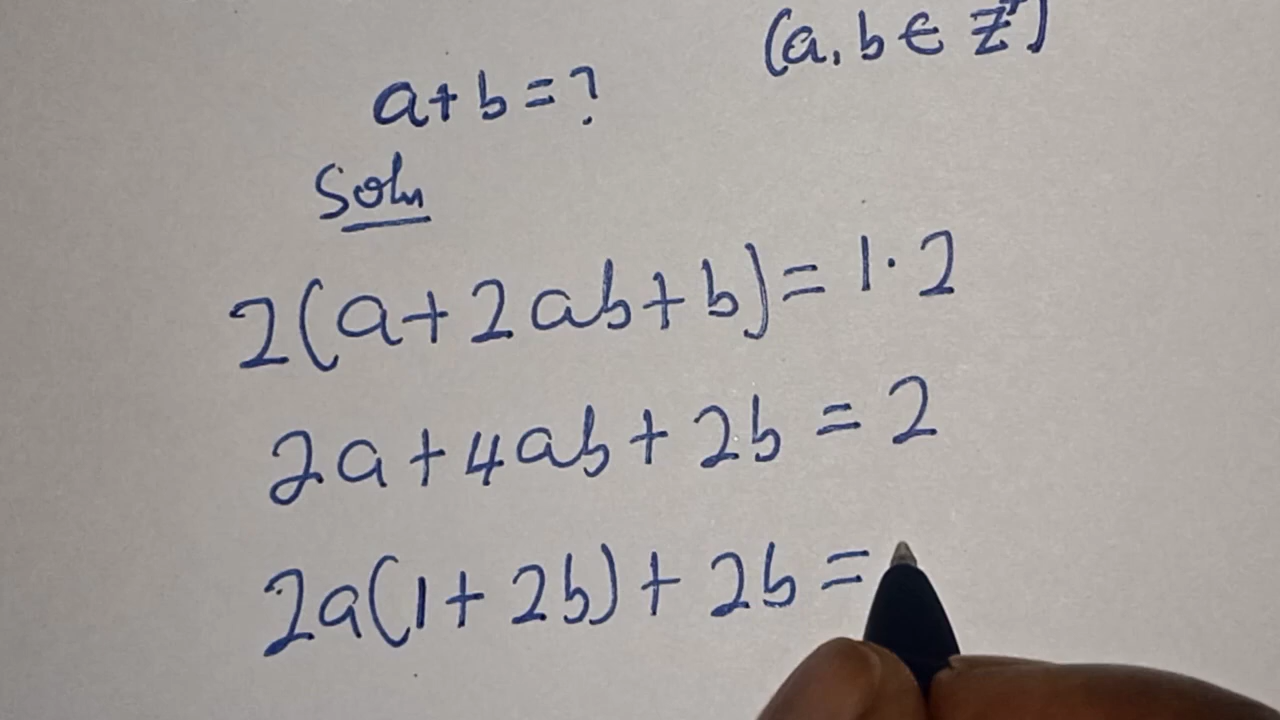 (a, b ∈ Z⁺)
a+b=?
Soln
2(a+2ab+b)=1·2
2a+4ab+2b=2
2a(1+2b)+2b=